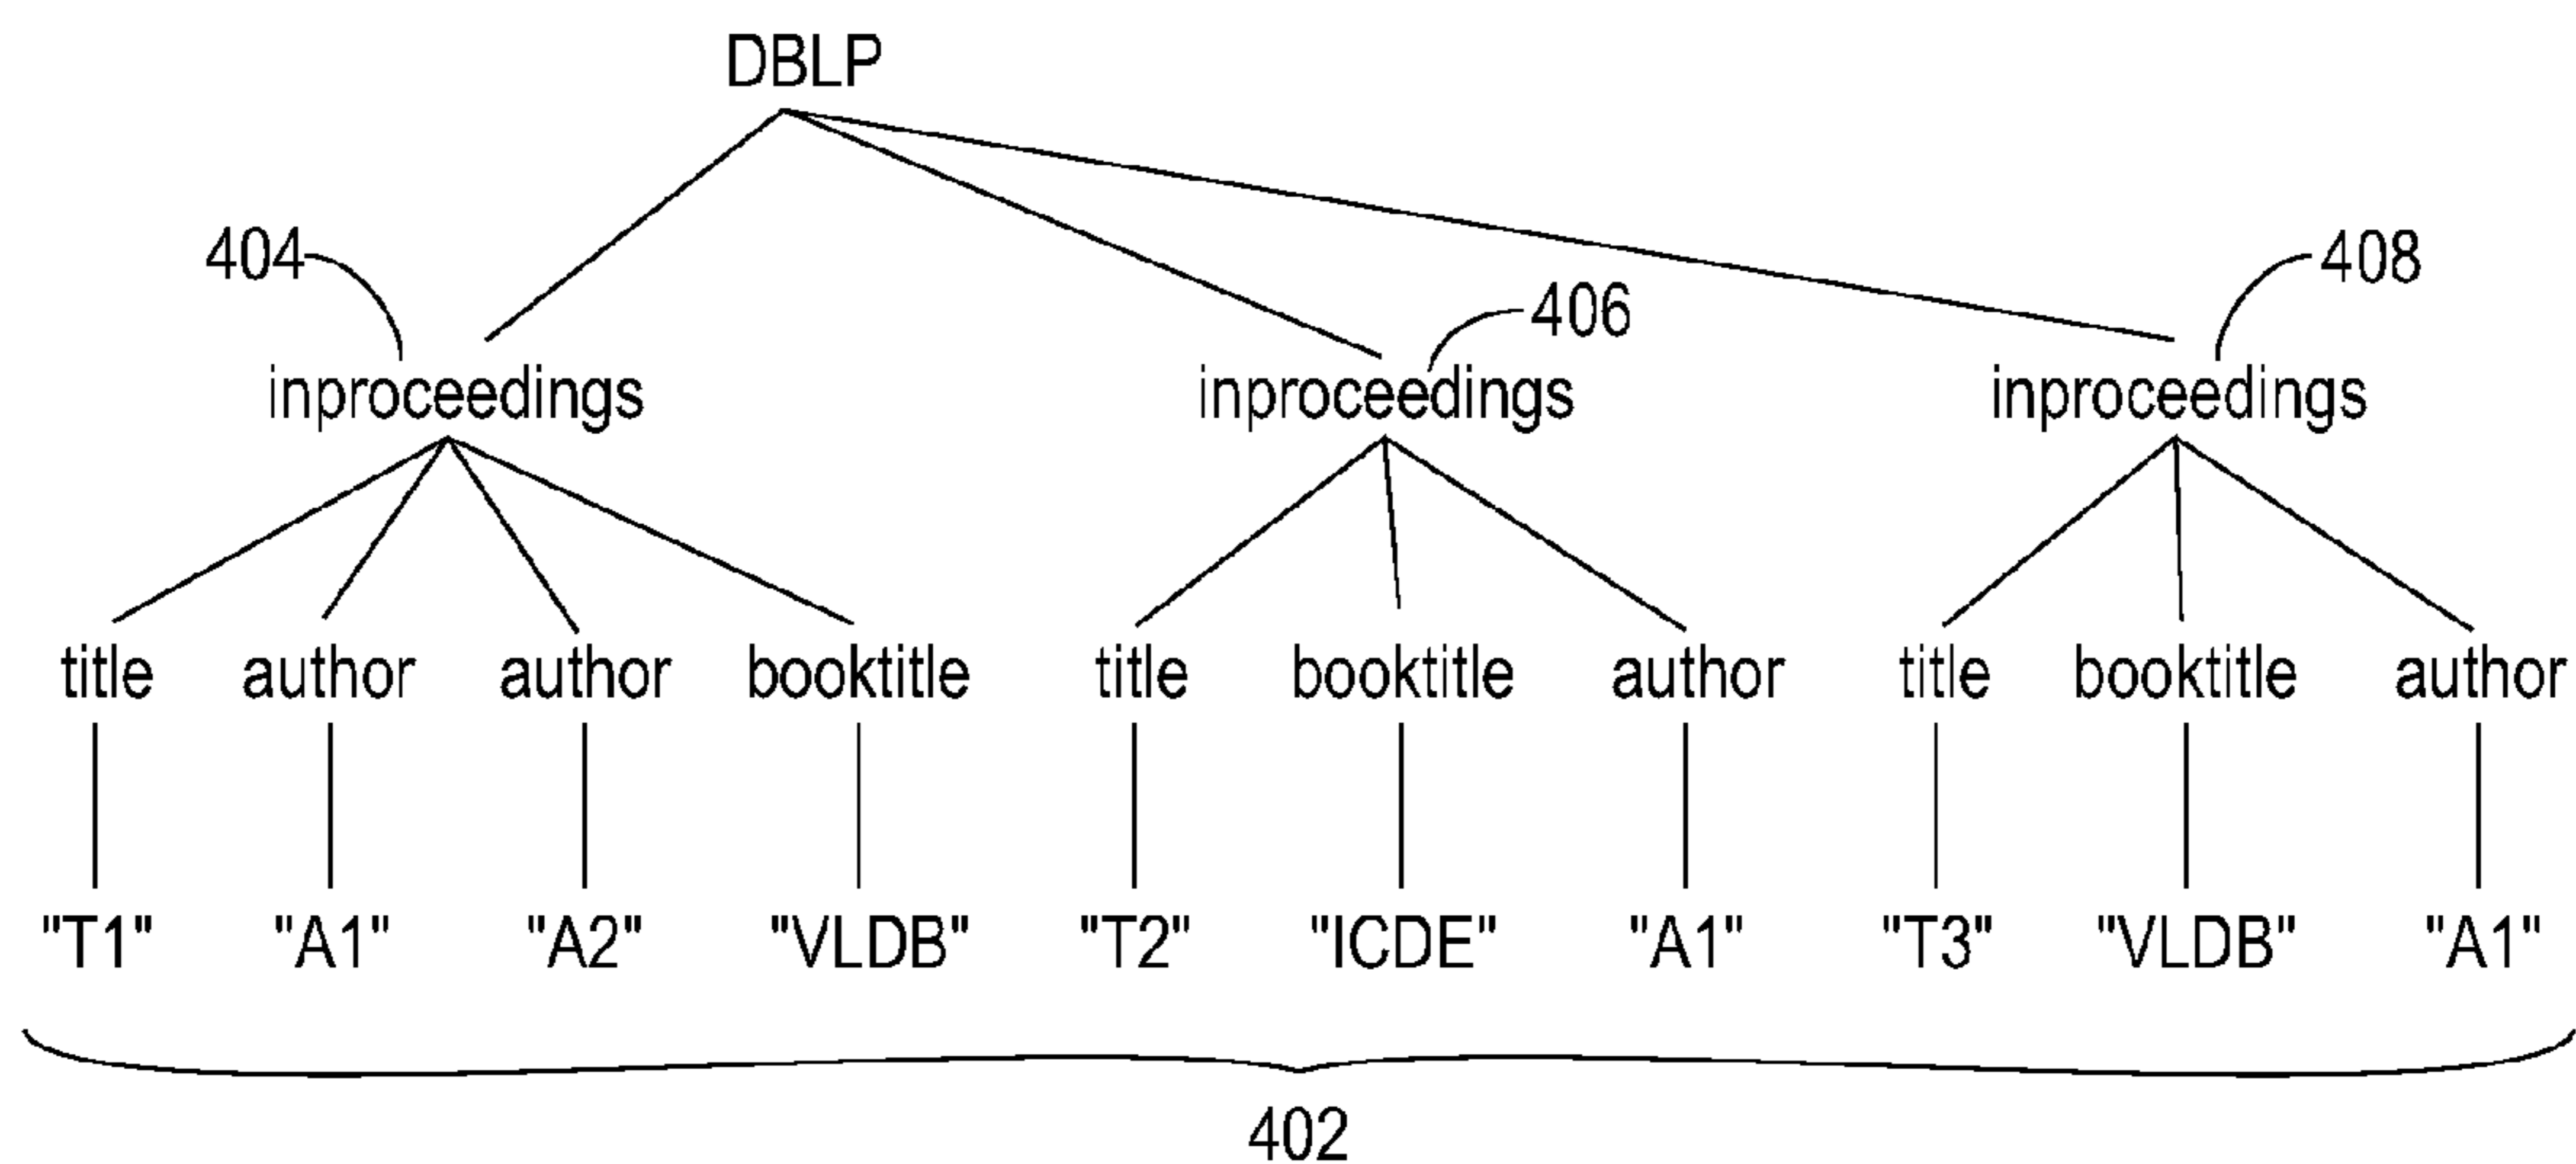 DBLP
404 406 408
inproceedings inproceedings inproceedings
title author author booktitle title booktitle author title booktitle author
"T1" "A1" "A2" "VLDB" "T2" "ICDE" "A1" "T3" "VLDB" "A1"
402